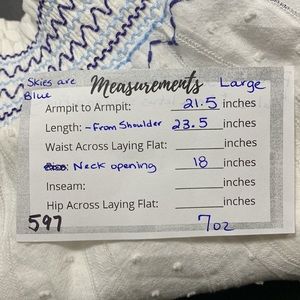 Skies are Blue
Measurements Large
Armpit to Armpit: 21.5 inches
Length: - From Shoulder 23.5 inches
Waist Across Laying Flat: inches
Neck opening 18 inches
Inseam: inches
Hip Across Laying Flat: inches
597 7oz